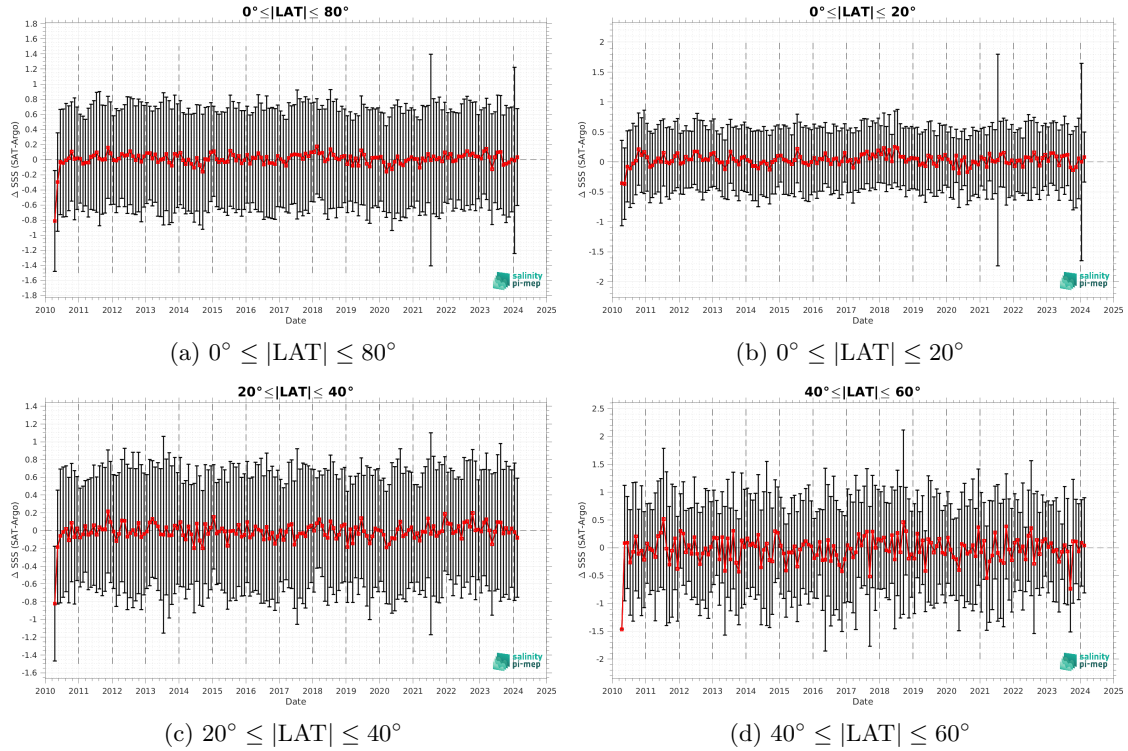 0°≤|LAT|≤ 80°
Δ SSS (SAT-Argo)
1.8
1.6
1.4
1.2
1
0.8
0.6
0.4
0.2
0
-0.2
-0.4
-0.6
-0.8
-1
-1.2
-1.4
-1.6
-1.8
salinity
pi-mep
2010 2011 2012 2013 2014 2015 2016 2017 2018 2019 2020 2021 2022 2023 2024 2025
Date
(a) 0° ≤ |LAT| ≤ 80°
0°≤|LAT|≤ 20°
Δ SSS (SAT-Argo)
2
1.5
1
0.5
0
-0.5
-1
-1.5
-2
salinity
pi-mep
2010 2011 2012 2013 2014 2015 2016 2017 2018 2019 2020 2021 2022 2023 2024 2025
Date
(b) 0° ≤ |LAT| ≤ 20°
20°≤|LAT|≤ 40°
Δ SSS (SAT-Argo)
1.4
1.2
1
0.8
0.6
0.4
0.2
0
-0.2
-0.4
-0.6
-0.8
-1
-1.2
-1.4
-1.6
salinity
pi-mep
2010 2011 2012 2013 2014 2015 2016 2017 2018 2019 2020 2021 2022 2023 2024 2025
Date
(c) 20° ≤ |LAT| ≤ 40°
40°≤|LAT|≤ 60°
Δ SSS (SAT-Argo)
2.5
2
1.5
1
0.5
0
-0.5
-1
-1.5
-2
salinity
pi-mep
2010 2011 2012 2013 2014 2015 2016 2017 2018 2019 2020 2021 2022 2023 2024 2025
Date
(d) 40° ≤ |LAT| ≤ 60°